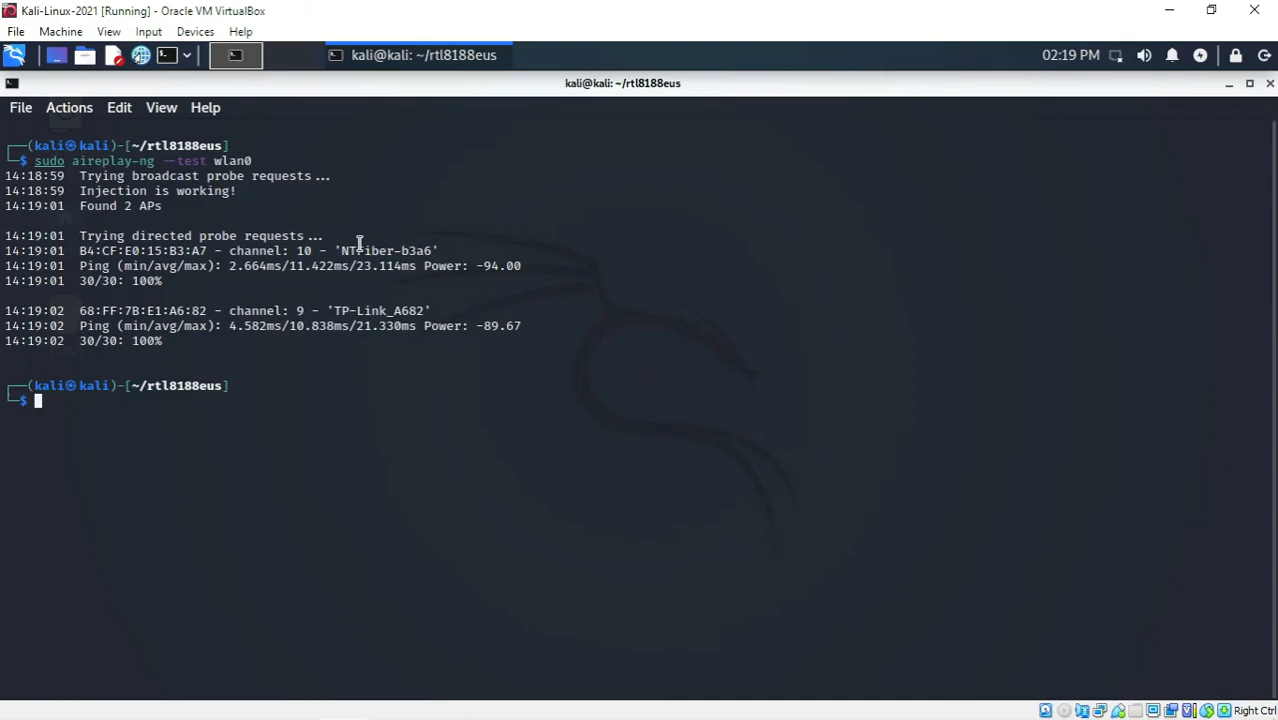 Kali-Linux-2021 [Running] - Oracle VM VirtualBox
File Machine View Input Devices Help
kali@kali: ~/rtl8188eus
02:19 PM
kali@kali: ~/rtl8188eus
File Actions Edit View Help
┌──(kali㉿kali)-[~/rtl8188eus]
└─$ sudo aireplay-ng --test wlan0
14:18:59 Trying broadcast probe requests...
14:18:59 Injection is working!
14:19:01 Found 2 APs
14:19:01 Trying directed probe requests...
14:19:01 B4:CF:E0:15:B3:A7 - channel: 10 -
14:19:01 Ping (min/avg/max): 2.664ms/11.422ms/23.114ms Power: -94.00
14:19:01 30/30: 100%
14:19:02 68:FF:7B:E1:A6:82 - channel: 9 - 'TP-Link_A682'
14:19:02 Ping (min/avg/max): 4.582ms/10.838ms/21.330ms Power: -89.67
14:19:02 30/30: 100%
┌──(kali㉿kali)-[~/rtl8188eus]
└─$
Right Ctrl